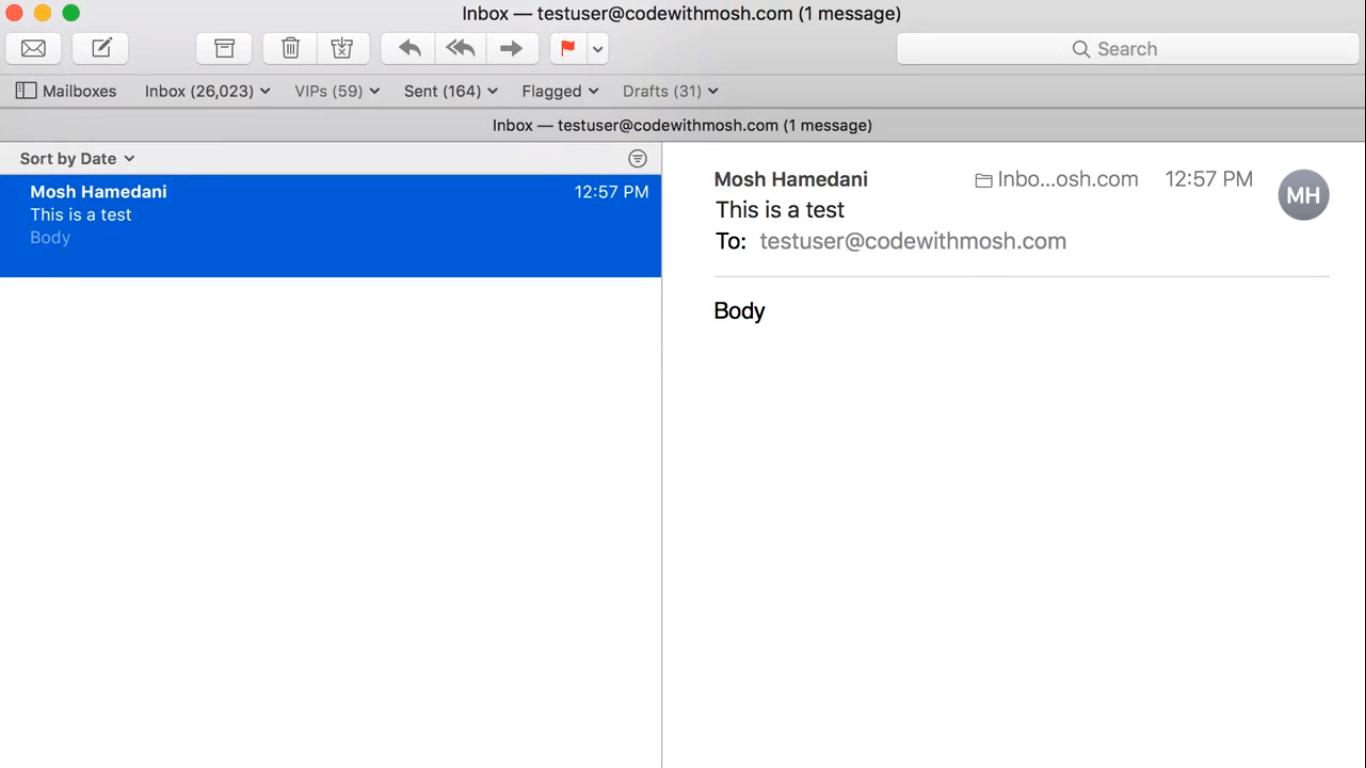 Inbox — testuser@codewithmosh.com (1 message)
Search
Mailboxes Inbox (26,023) VIPs (59) Sent (164) Flagged Drafts (31)
Inbox — testuser@codewithmosh.com (1 message)
Sort by Date
Mosh Hamedani 12:57 PM
This is a test
Body
Mosh Hamedani Inbo...osh.com 12:57 PM MH
This is a test
To: testuser@codewithmosh.com
Body